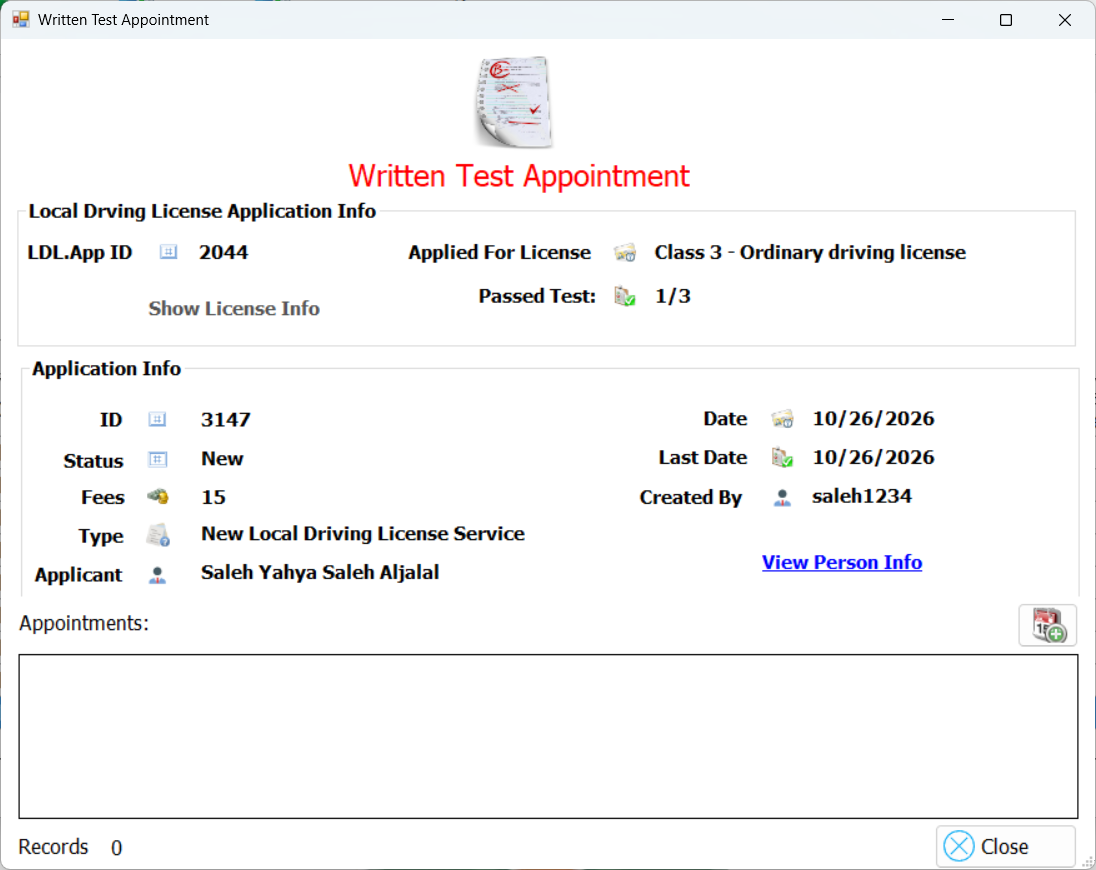 Written Test Appointment
Written Test Appointment
Local Drving License Application Info
LDL.App ID 2044 Applied For License Class 3 - Ordinary driving license
Passed Test: 1/3
Show License Info
Application Info
ID 3147 Date 10/26/2026
Status New Last Date 10/26/2026
Fees 15 Created By saleh1234
Type New Local Driving License Service
View Person Info
Applicant Saleh Yahya Saleh Aljalal
Appointments:
Records 0
Close